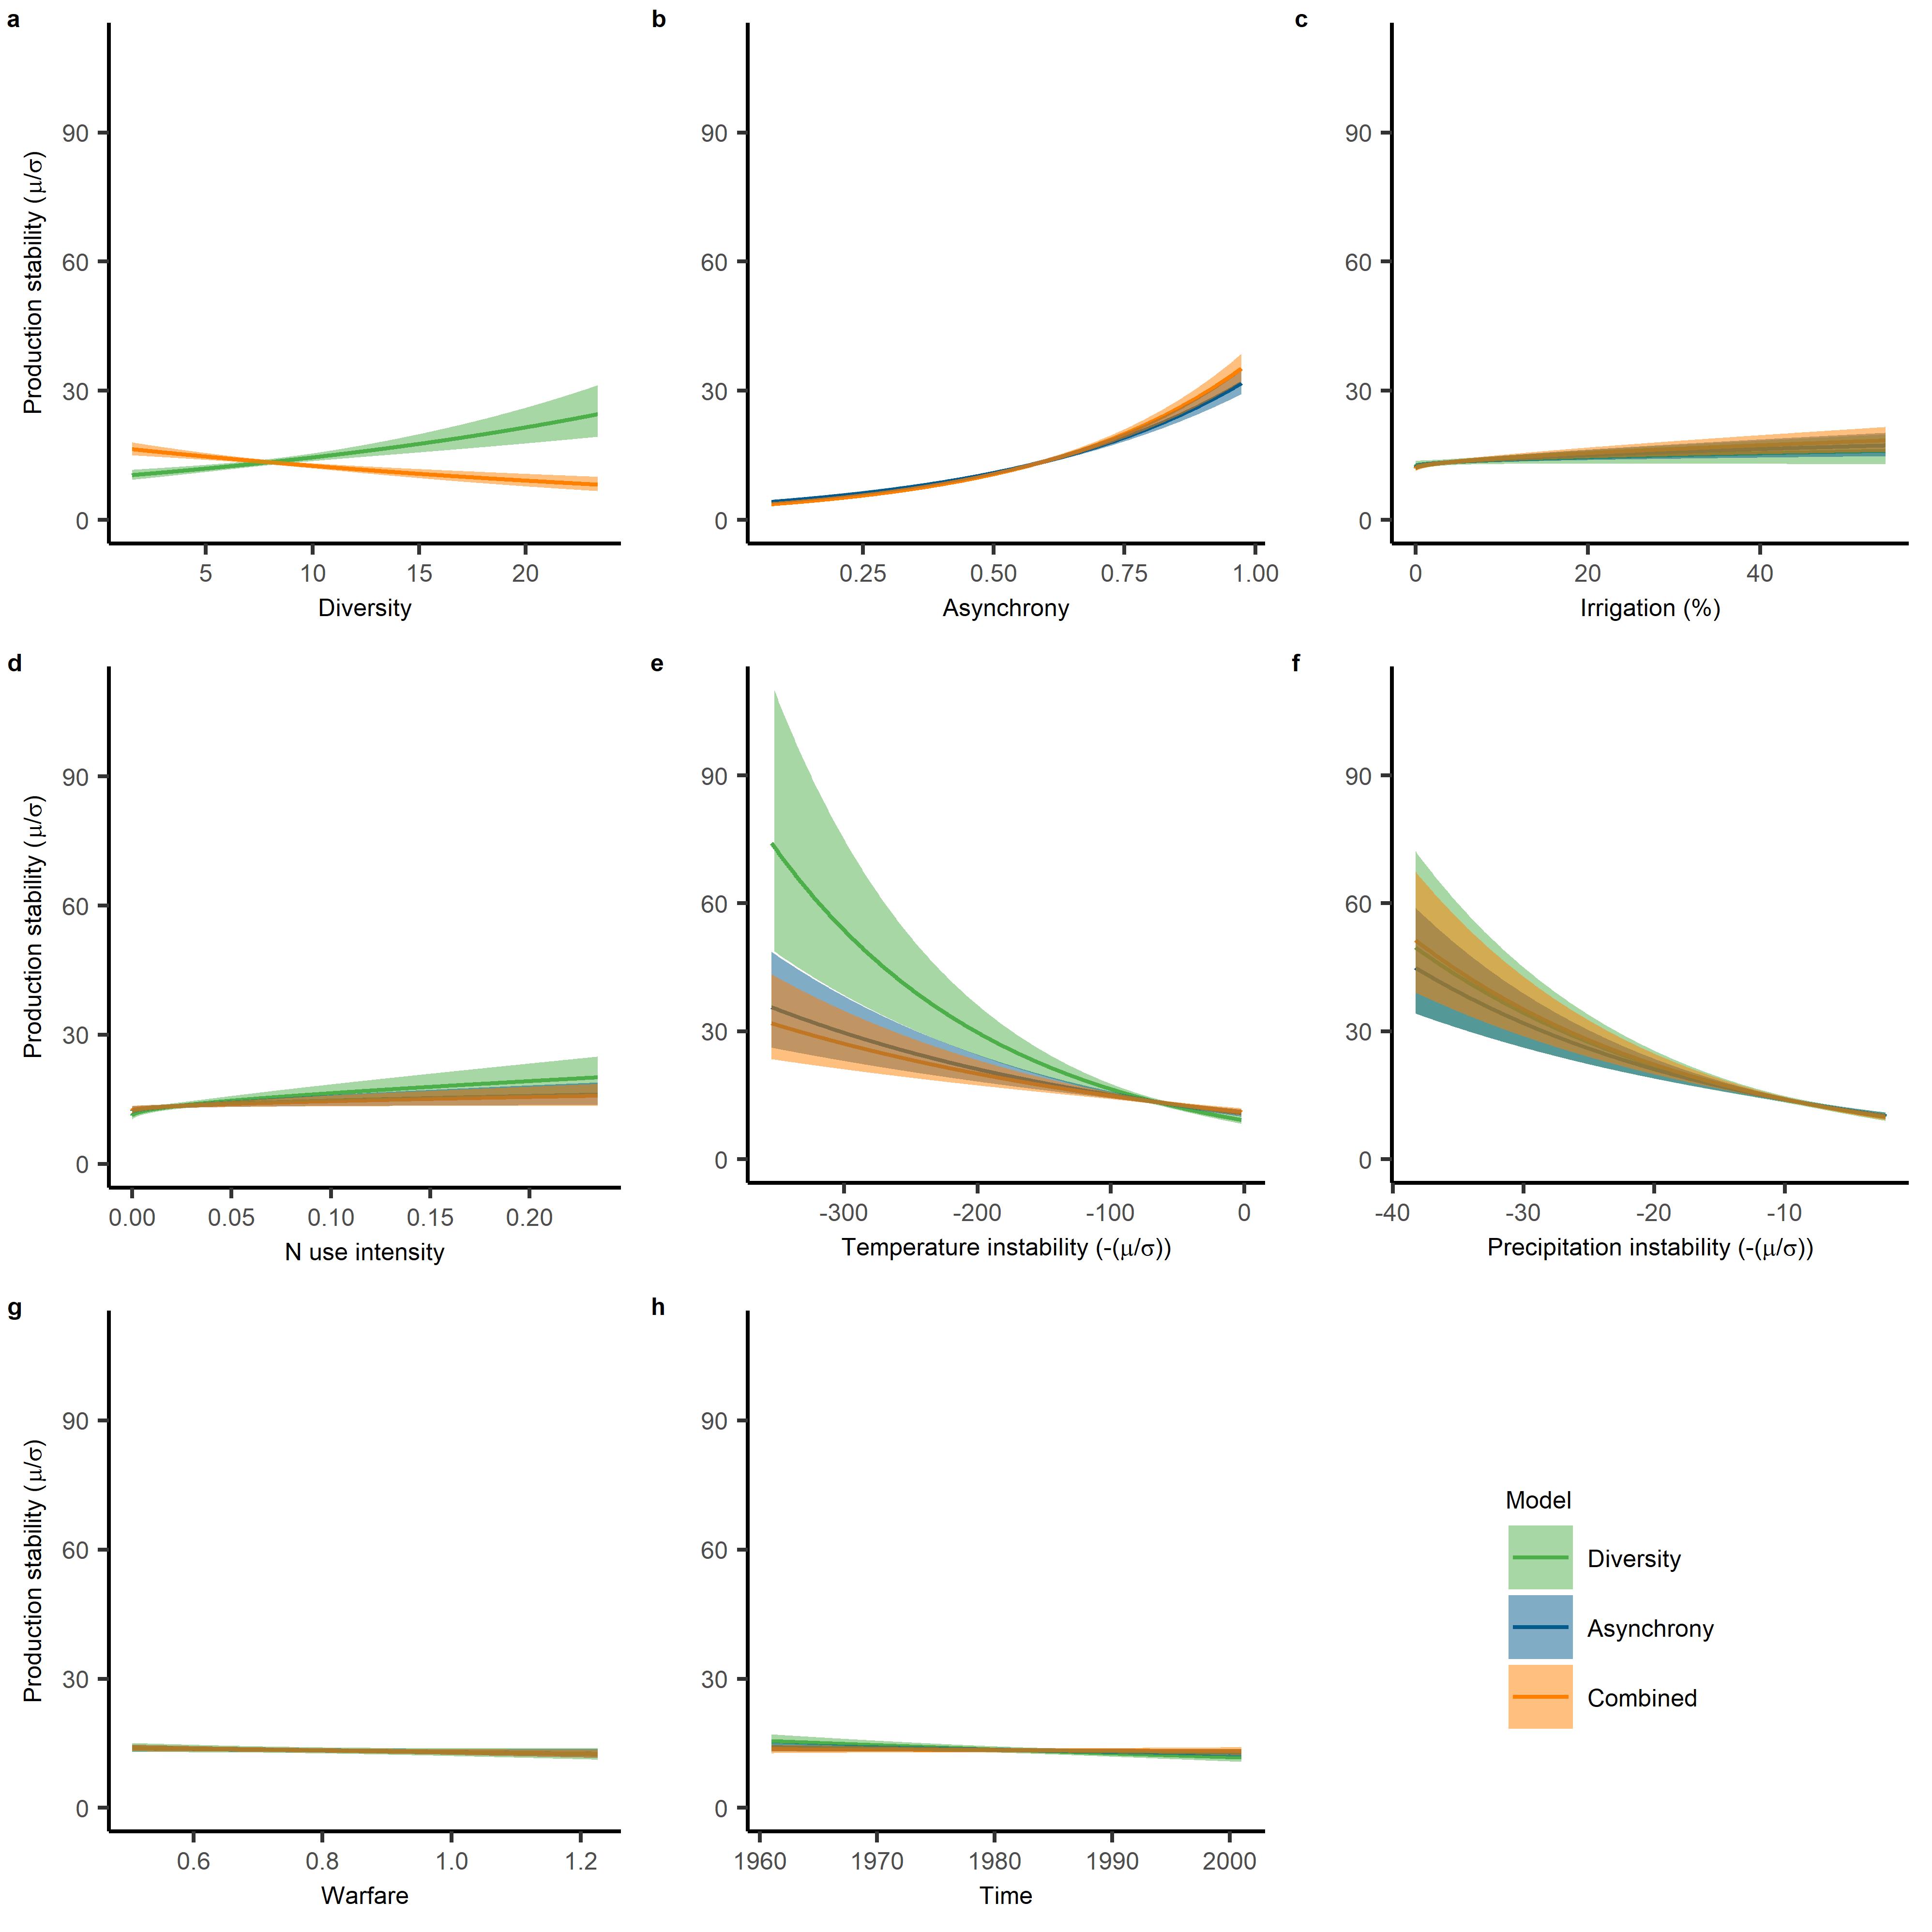 a
b
c
Production stability (μ/σ)
90
60
30
0
5 10 15 20
Diversity
90
60
30
0
0.25 0.50 0.75 1.00
Asynchrony
90
60
30
0
0 20 40
Irrigation (%)
d
e
f
Production stability (μ/σ)
90
60
30
0
0.00 0.05 0.10 0.15 0.20
N use intensity
90
60
30
0
-300 -200 -100 0
Temperature instability (-(μ/σ))
90
60
30
0
-40 -30 -20 -10
Precipitation instability (-(μ/σ))
g
h
Production stability (μ/σ)
90
60
30
0
0.6 0.8 1.0 1.2
Warfare
90
60
30
0
1960 1970 1980 1990 2000
Time
Model
Diversity
Asynchrony
Combined